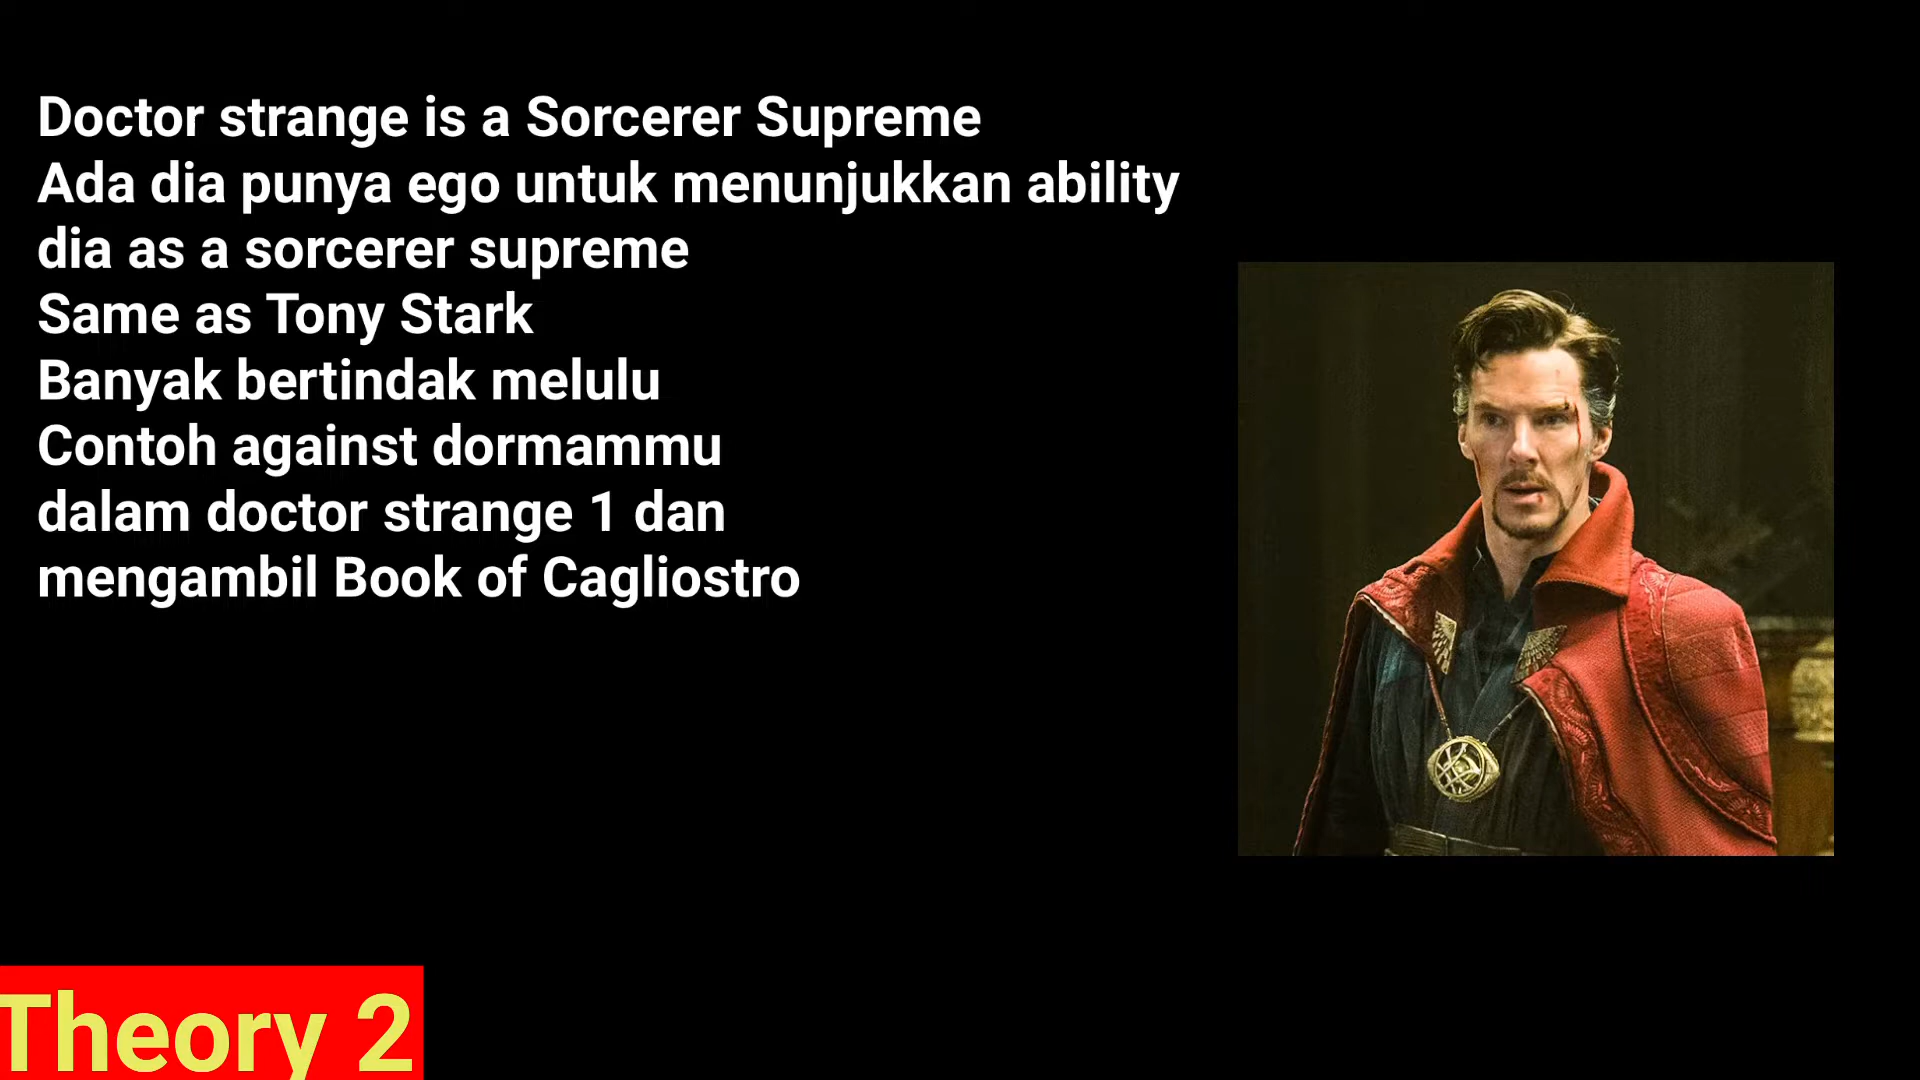 Doctor strange is a Sorcerer Supreme
Ada dia punya ego untuk menunjukkan ability
dia as a sorcerer supreme
Same as Tony Stark
Banyak bertindak melulu
Contoh against dormammu
dalam doctor strange 1 dan
mengambil Book of Cagliostro
Theory 2